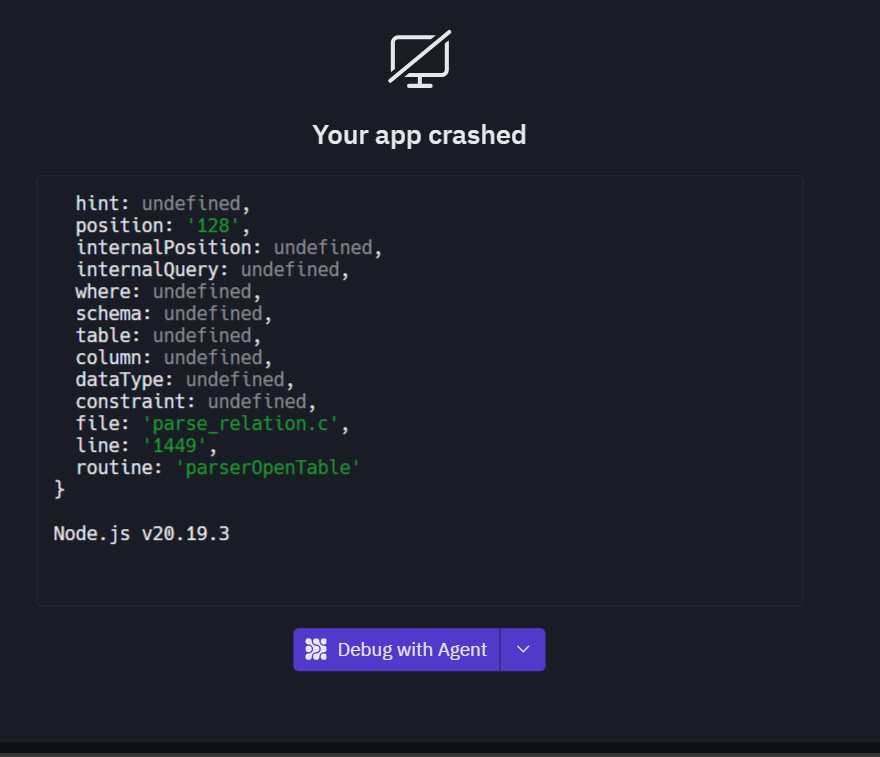 Your app crashed
hint: undefined,
position: '128',
internalPosition: undefined,
internalQuery: undefined,
where: undefined,
schema: undefined,
table: undefined,
column: undefined,
dataType: undefined,
constraint: undefined,
file: 'parse_relation.c',
line: '1449',
routine: 'parserOpenTable'
}
Node.js v20.19.3
Debug with Agent